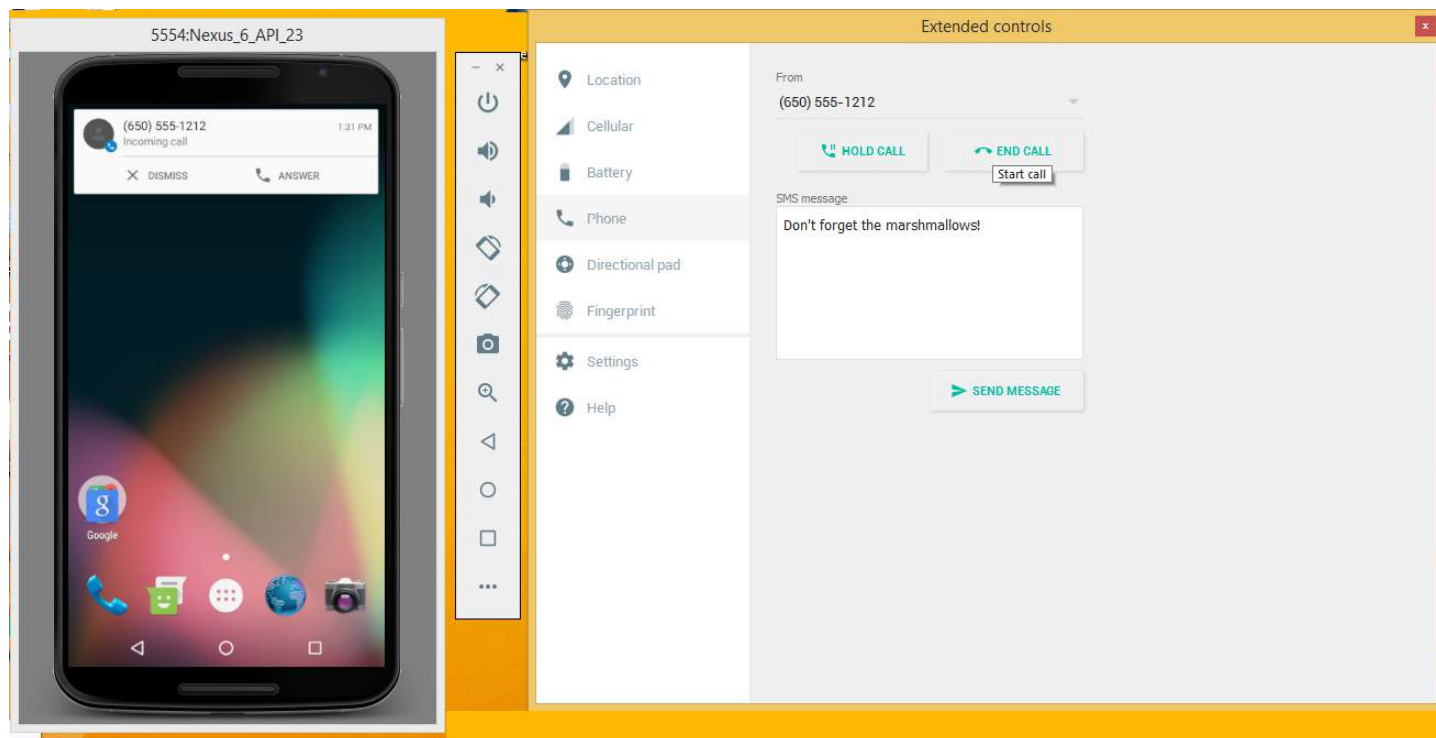 5554:Nexus_6_API_23
(650) 555-1212
1:31 PM
Incoming call
DISMISS
ANSWER
g
Google
Extended controls
x
Location
Cellular
Battery
Phone
Directional pad
Fingerprint
Settings
Help
From
(650) 555-1212
HOLD CALL
END CALL
Start call
SMS message
Don't forget the marshmallows!
SEND MESSAGE